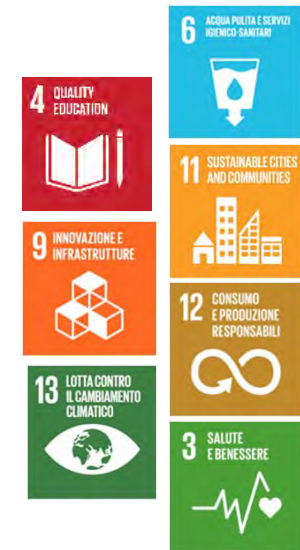 6 ACQUA PULITA E SERVIZI
IGIENICO-SANITARI
4 QUALITY
EDUCATION
11 SUSTAINABLE CITIES
AND COMMUNITIES
9 INNOVAZIONE E
INFRASTRUTTURE
12 CONSUMO
E PRODUZIONE
RESPONSABILI
13 LOTTA CONTRO
IL CAMBIAMENTO
CLIMATICO
3 SALUTE
E BENESSERE